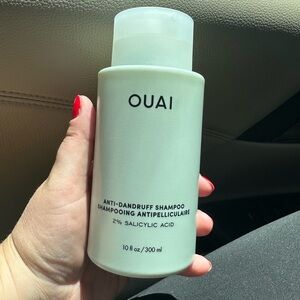 OUAI
ANTI-DANDRUFF SHAMPOO
SHAMPOOING ANTIPELLICULAIRE
2% SALICYLIC ACID
10 fl oz / 300 ml